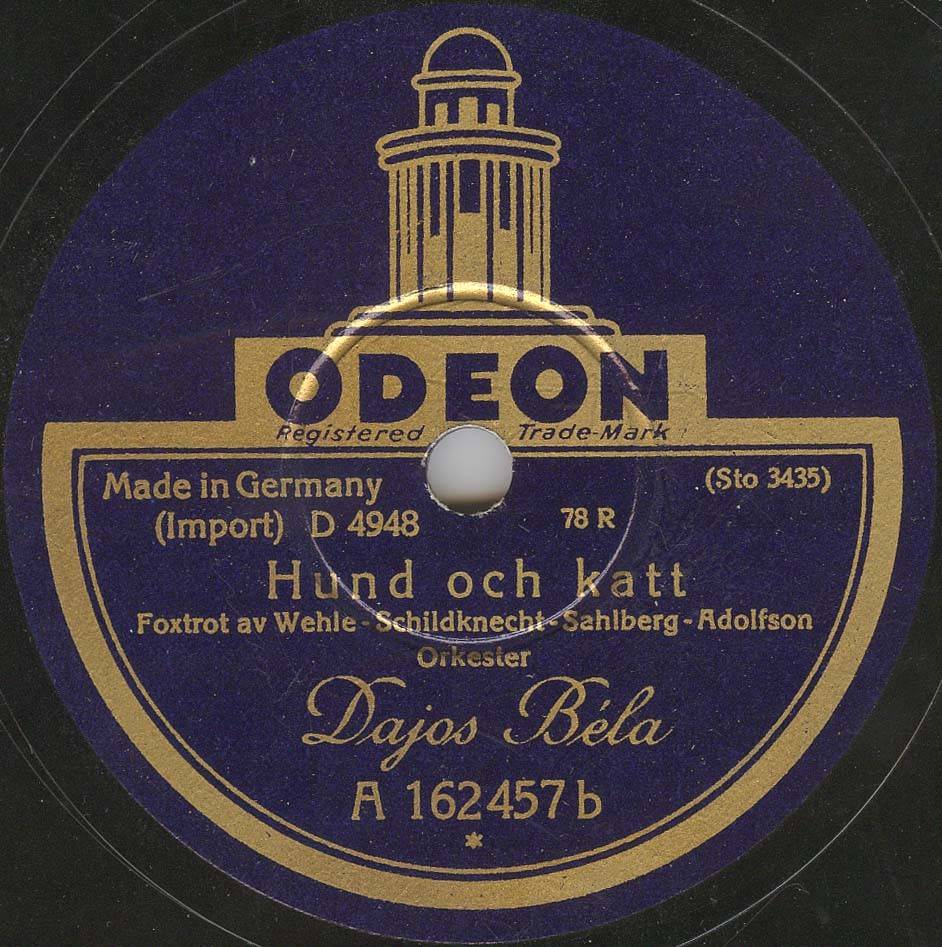 ODEON
Registered Trade-Mark
Made in Germany (Sto 3435)
(Import) D 4948 78 R
Hund och katt
Foxtrot av Wehle-Schildknecht-Sahlberg-Adolfson
Orkester
Dajos Béla
A 162457b
*